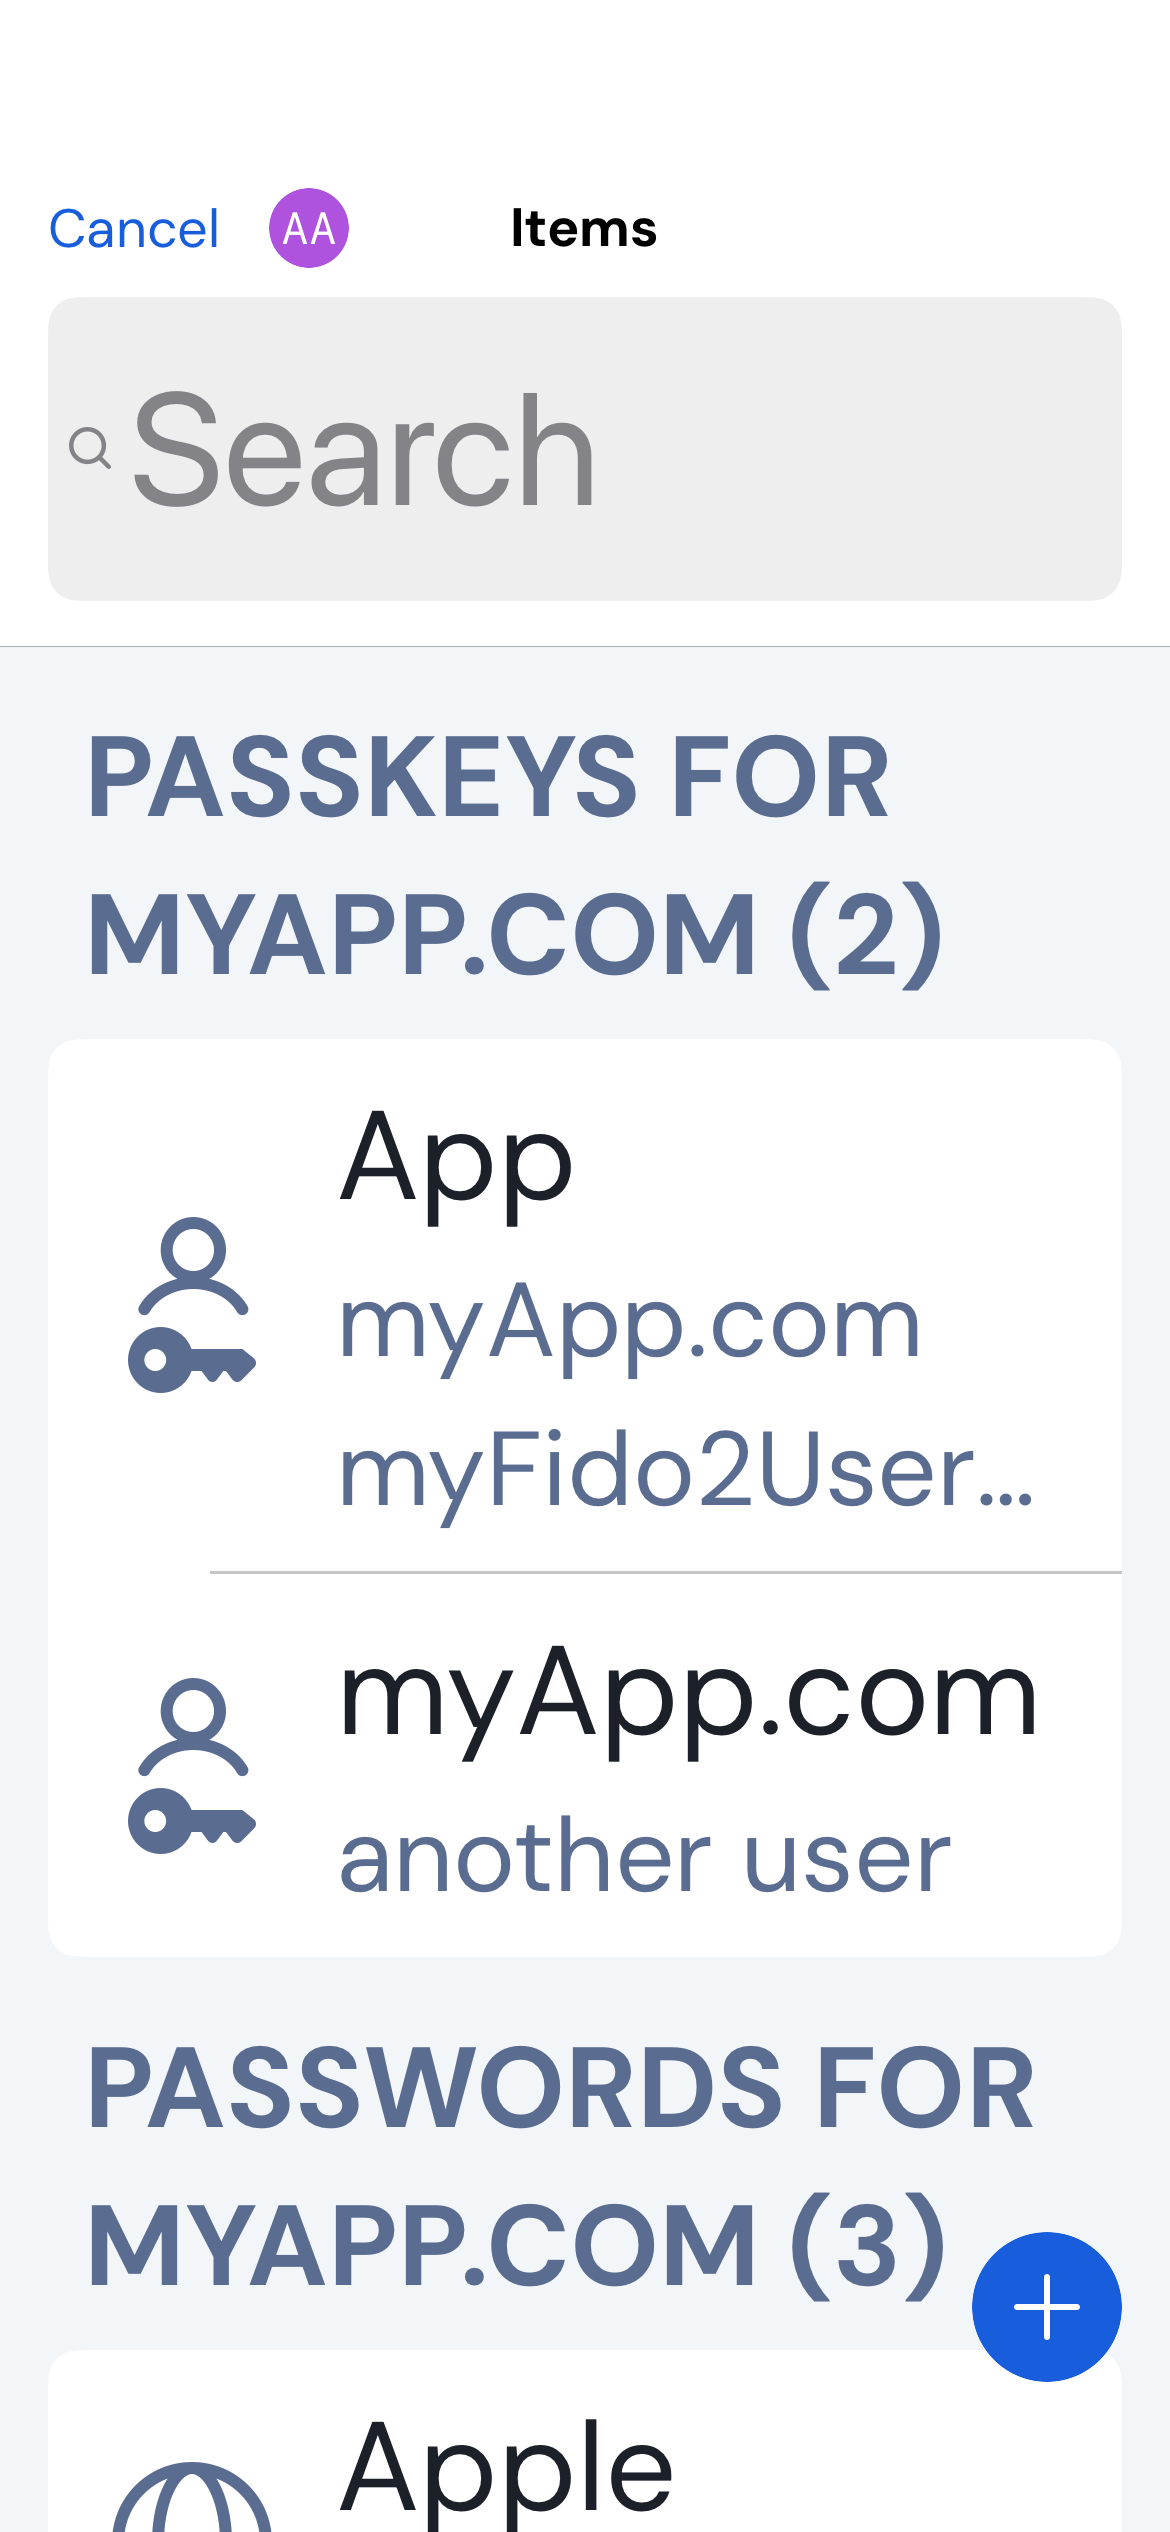 Cancel
AA
Items
Search
PASSKEYS FOR
MYAPP.COM (2)
App
myApp.com
myFido2User...
myApp.com
another user
PASSWORDS FOR
MYAPP.COM (3)
Apple